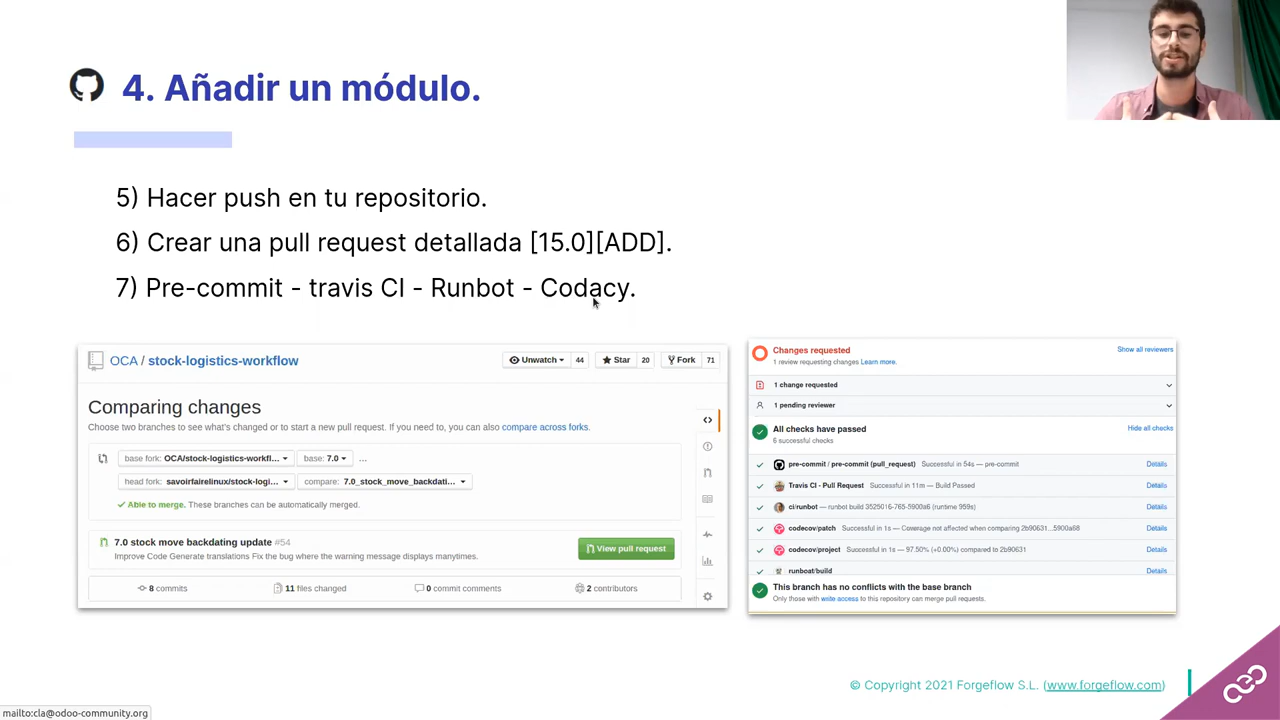 4. Añadir un módulo.
5) Hacer push en tu repositorio.
6) Crear una pull request detallada [15.0][ADD].
7) Pre-commit - travis CI - Runbot - Codacy.
OCA / stock-logistics-workflow
Unwatch 44 Star 20 Fork 71
Comparing changes
Choose two branches to see what's changed or to start a new pull request. If you need to, you can also compare across forks.
base fork: OCA/stock-logistics-workfl... base: 7.0 ...
head fork: savoirfairelinux/stock-logi... compare: 7.0_stock_move_backdati...
Able to merge. These branches can be automatically merged.
7.0 stock move backdating update #54
Improve Code Generate translations Fix the bug where the warning message displays manytimes.
View pull request
8 commits 11 files changed 0 commit comments 2 contributors
Changes requested
Show all reviewers
1 review requesting changes Learn more.
1 change requested
1 pending reviewer
All checks have passed
Hide all checks
6 successful checks
pre-commit / pre-commit (pull_request) Successful in 54s — pre-commit Details
Travis CI - Pull Request Successful in 11m — Build Passed Details
ci/runbot — runbot build 3525016-765-5900a6 (runtime 959s) Details
codecov/patch Successful in 1s — Coverage not affected when comparing 2b90631...5900a68 Details
codecov/project Successful in 1s — 97.50% (+0.00%) compared to 2b90631 Details
runboat/build Details
This branch has no conflicts with the base branch
Only those with write access to this repository can merge pull requests.
© Copyright 2021 Forgeflow S.L. (www.forgeflow.com)
mailto:cla@odoo-community.org